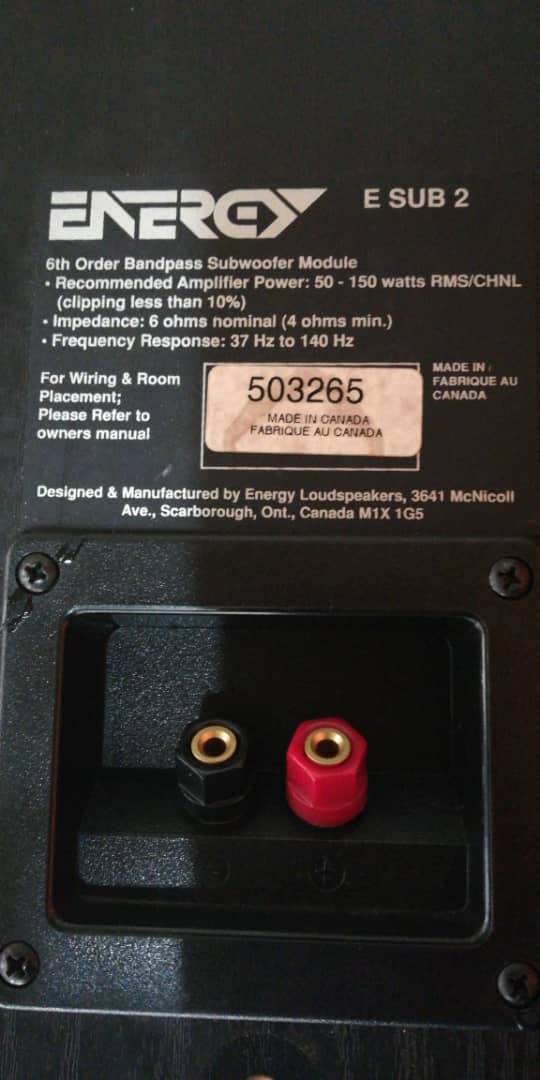 ENERGY E SUB 2
6th Order Bandpass Subwoofer Module
• Recommended Amplifier Power: 50 - 150 watts RMS/CHNL
(clipping less than 10%)
• Impedance: 6 ohms nominal (4 ohms min.)
• Frequency Response: 37 Hz to 140 Hz
For Wiring & Room
Placement;
Please Refer to
owners manual
503265
MADE IN CANADA
FABRIQUE AU CANADA
MADE IN /
FABRIQUE AU
CANADA
Designed & Manufactured by Energy Loudspeakers, 3641 McNicoll
Ave., Scarborough, Ont., Canada M1X 1G5
- +